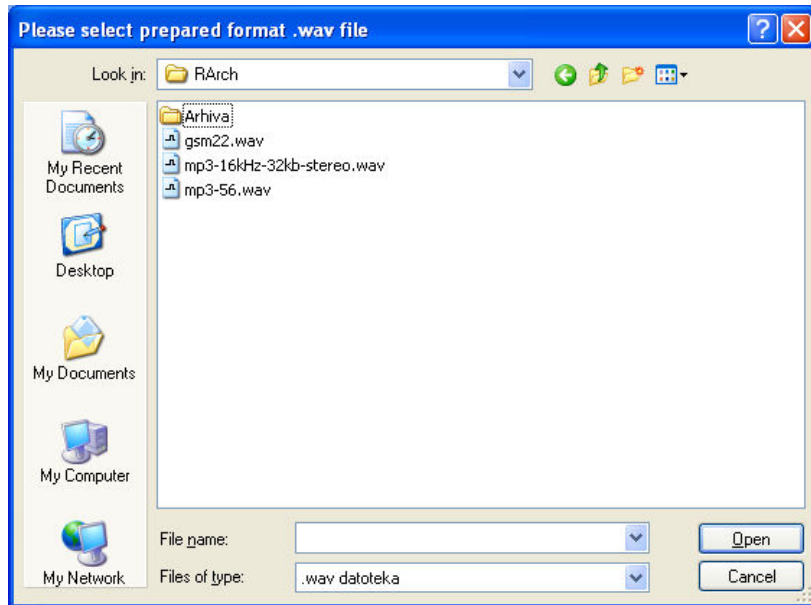 Please select prepared format .wav file
Look in: RArch
Arhiva
gsm22.wav
mp3-16kHz-32kb-stereo.wav
mp3-56.wav
My Recent
Documents
Desktop
My Documents
My Computer
My Network
File name:
Open
Files of type: .wav datoteka
Cancel